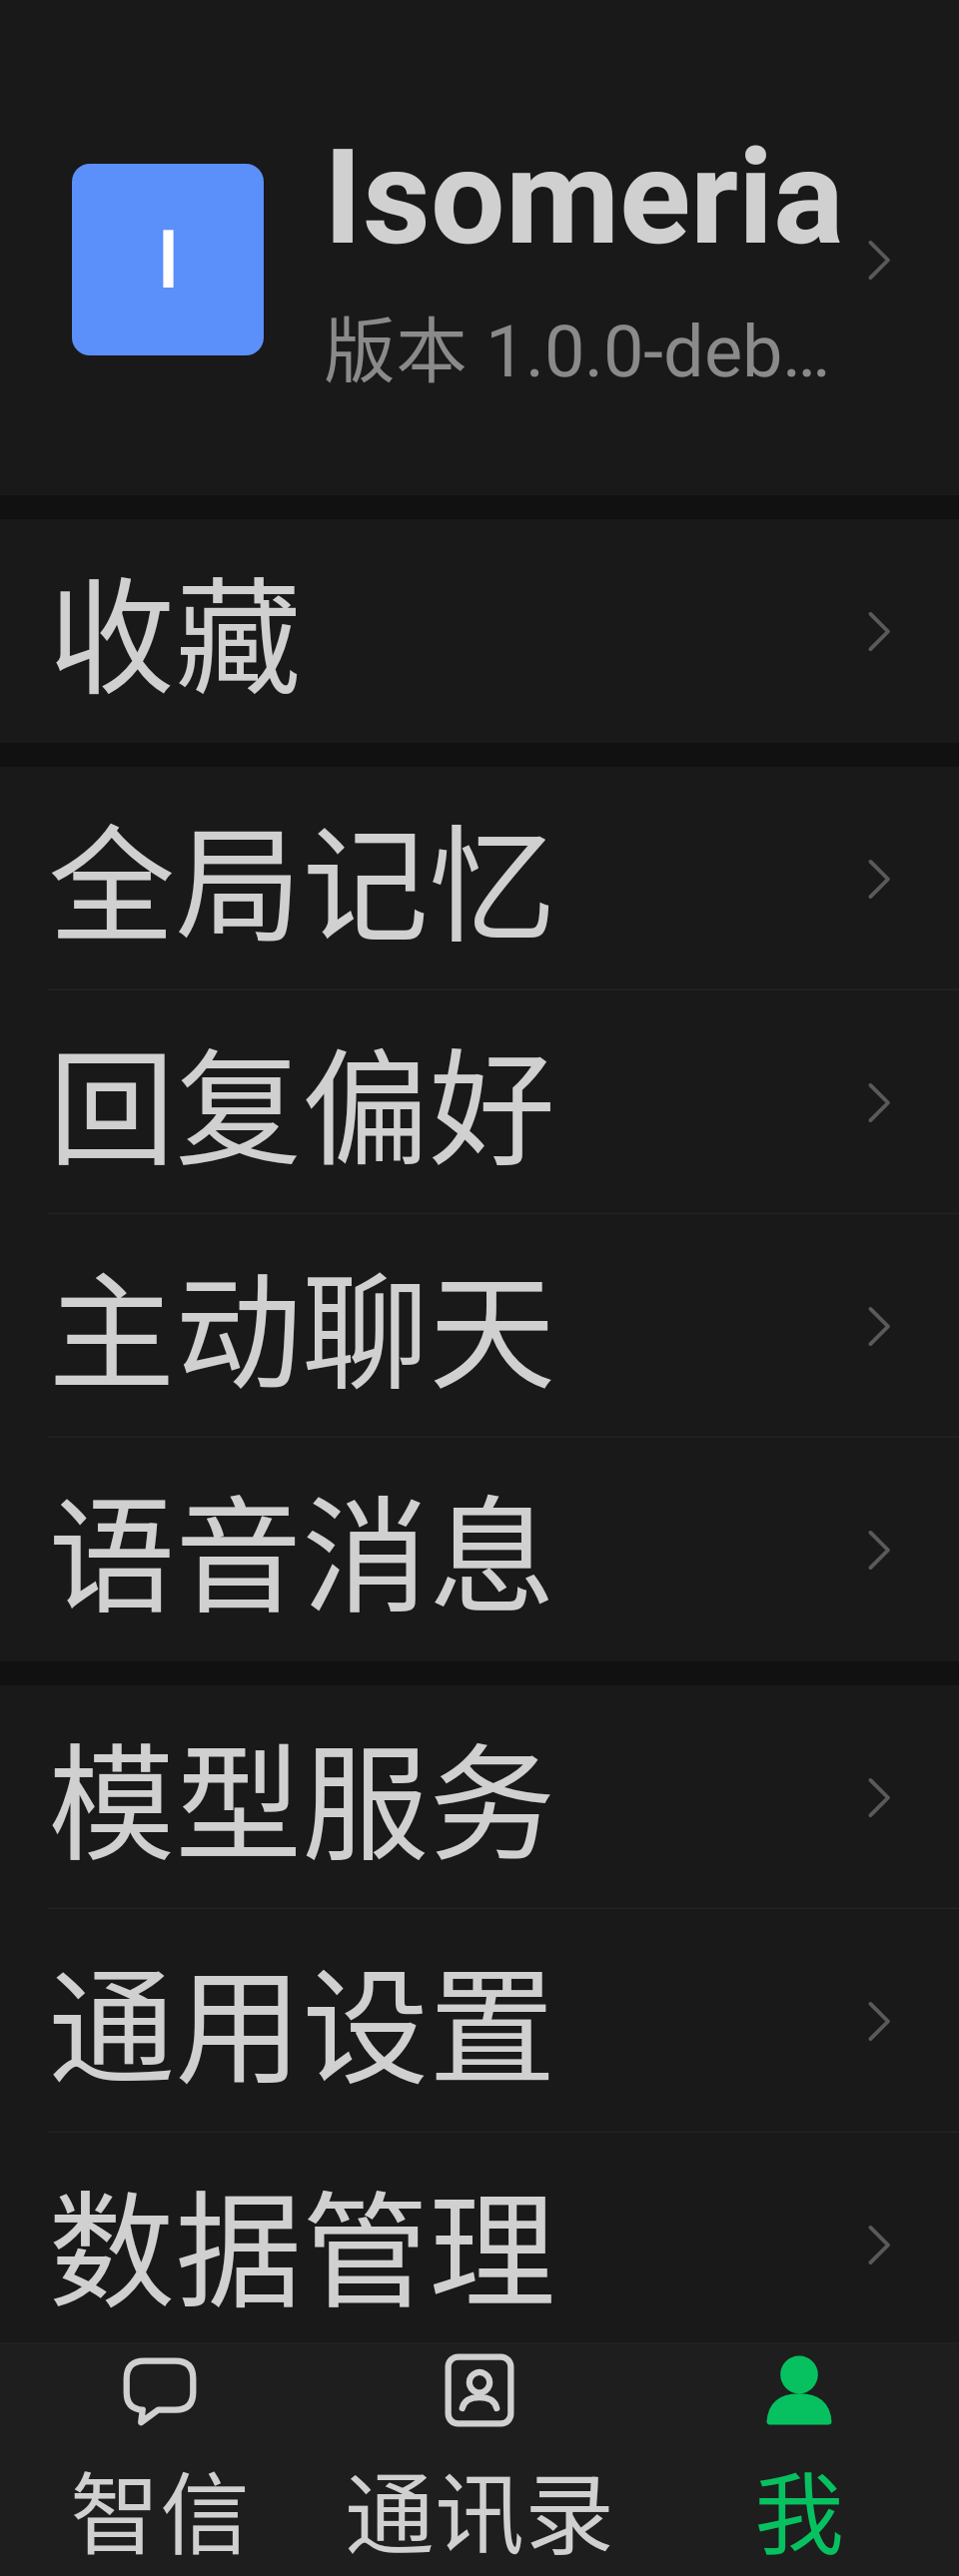 I
Isomeria
版本 1.0.0-deb…
收藏
全局记忆
回复偏好
主动聊天
语音消息
模型服务
通用设置
数据管理
智信
通讯录
我